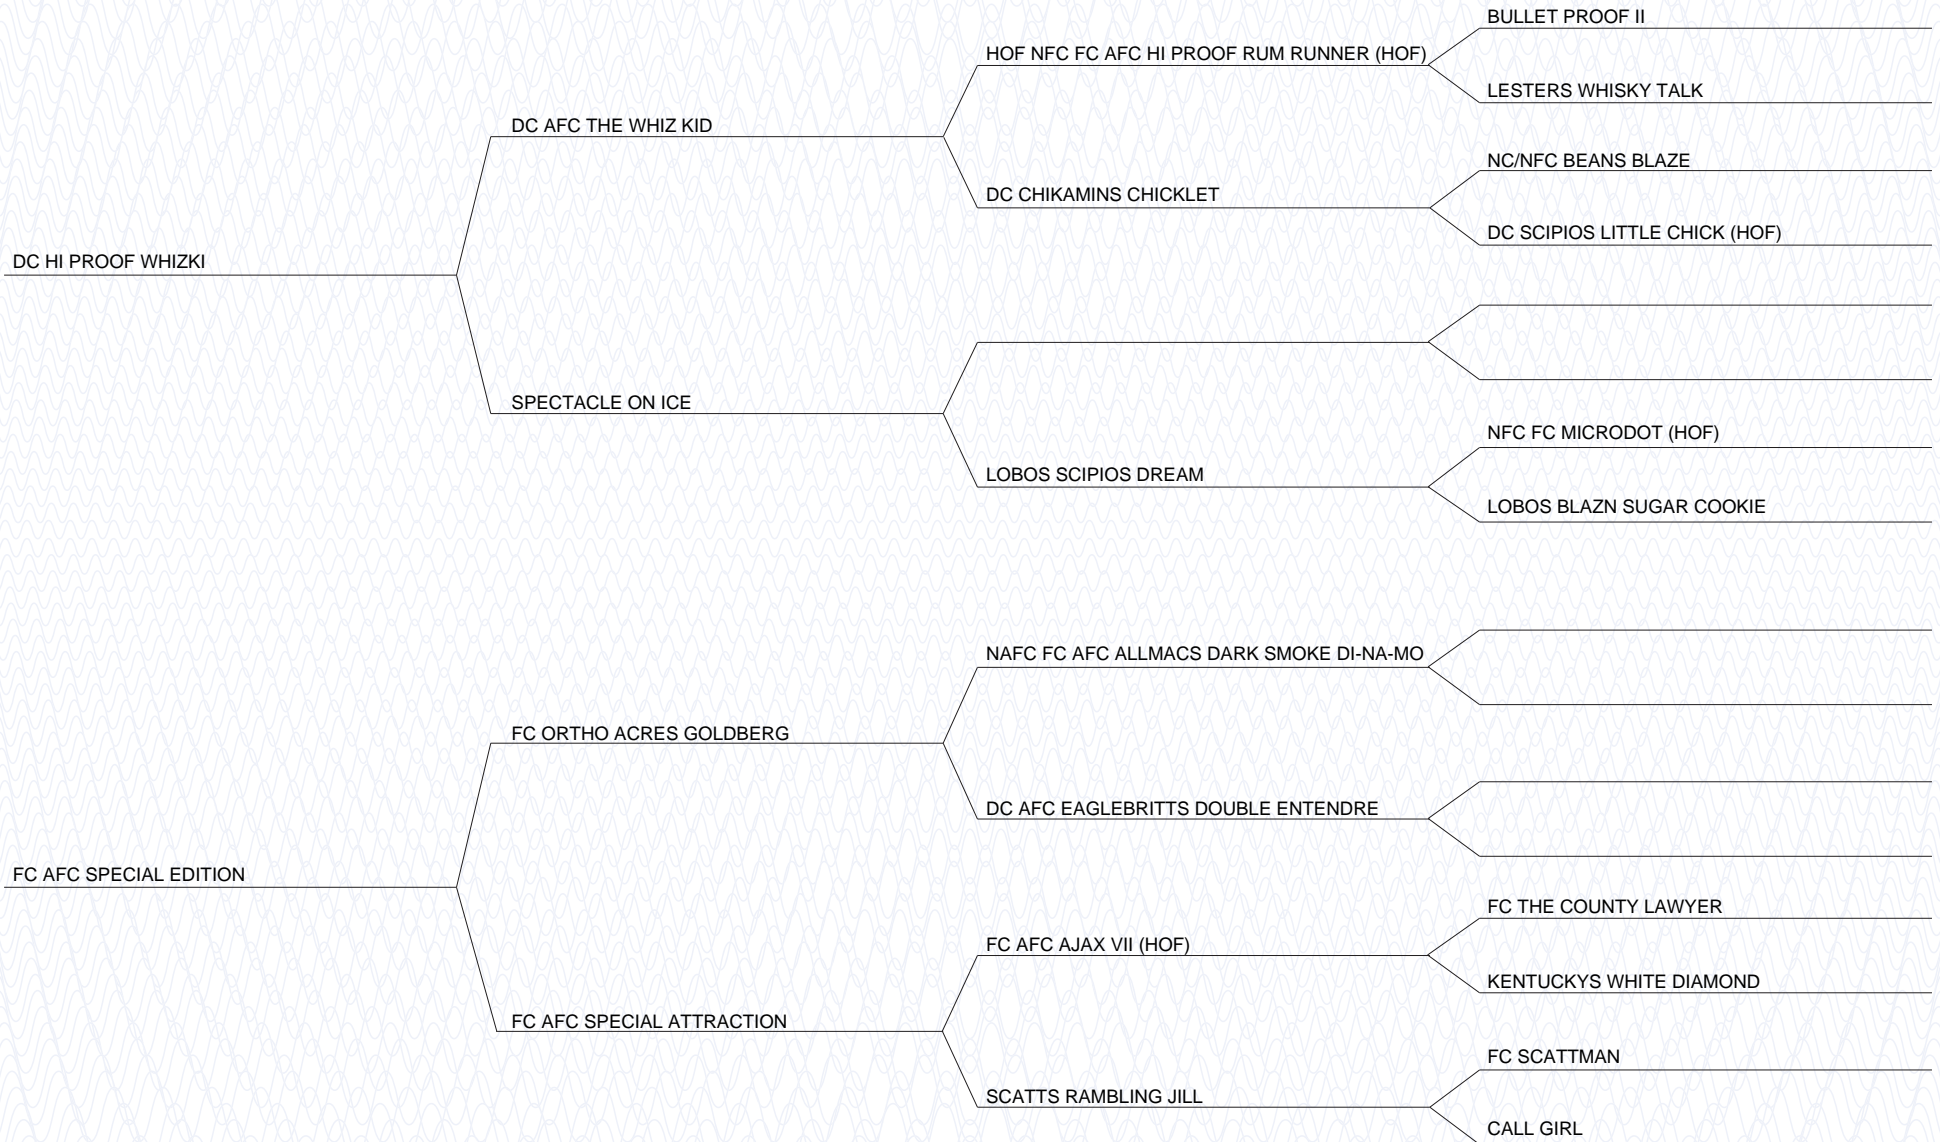 BULLET PROOF II
HOF NFC FC AFC HI PROOF RUM RUNNER (HOF)
LESTERS WHISKY TALK
DC AFC THE WHIZ KID
NC/NFC BEANS BLAZE
DC CHIKAMINS CHICKLET
DC SCIPIOS LITTLE CHICK (HOF)
DC HI PROOF WHIZKI
SPECTACLE ON ICE
NFC FC MICRODOT (HOF)
LOBOS SCIPIOS DREAM
LOBOS BLAZN SUGAR COOKIE
NAFC FC AFC ALLMACS DARK SMOKE DI-NA-MO
FC ORTHO ACRES GOLDBERG
DC AFC EAGLEBRITTS DOUBLE ENTENDRE
FC AFC SPECIAL EDITION
FC THE COUNTY LAWYER
FC AFC AJAX VII (HOF)
KENTUCKYS WHITE DIAMOND
FC AFC SPECIAL ATTRACTION
FC SCATTMAN
SCATTS RAMBLING JILL
CALL GIRL